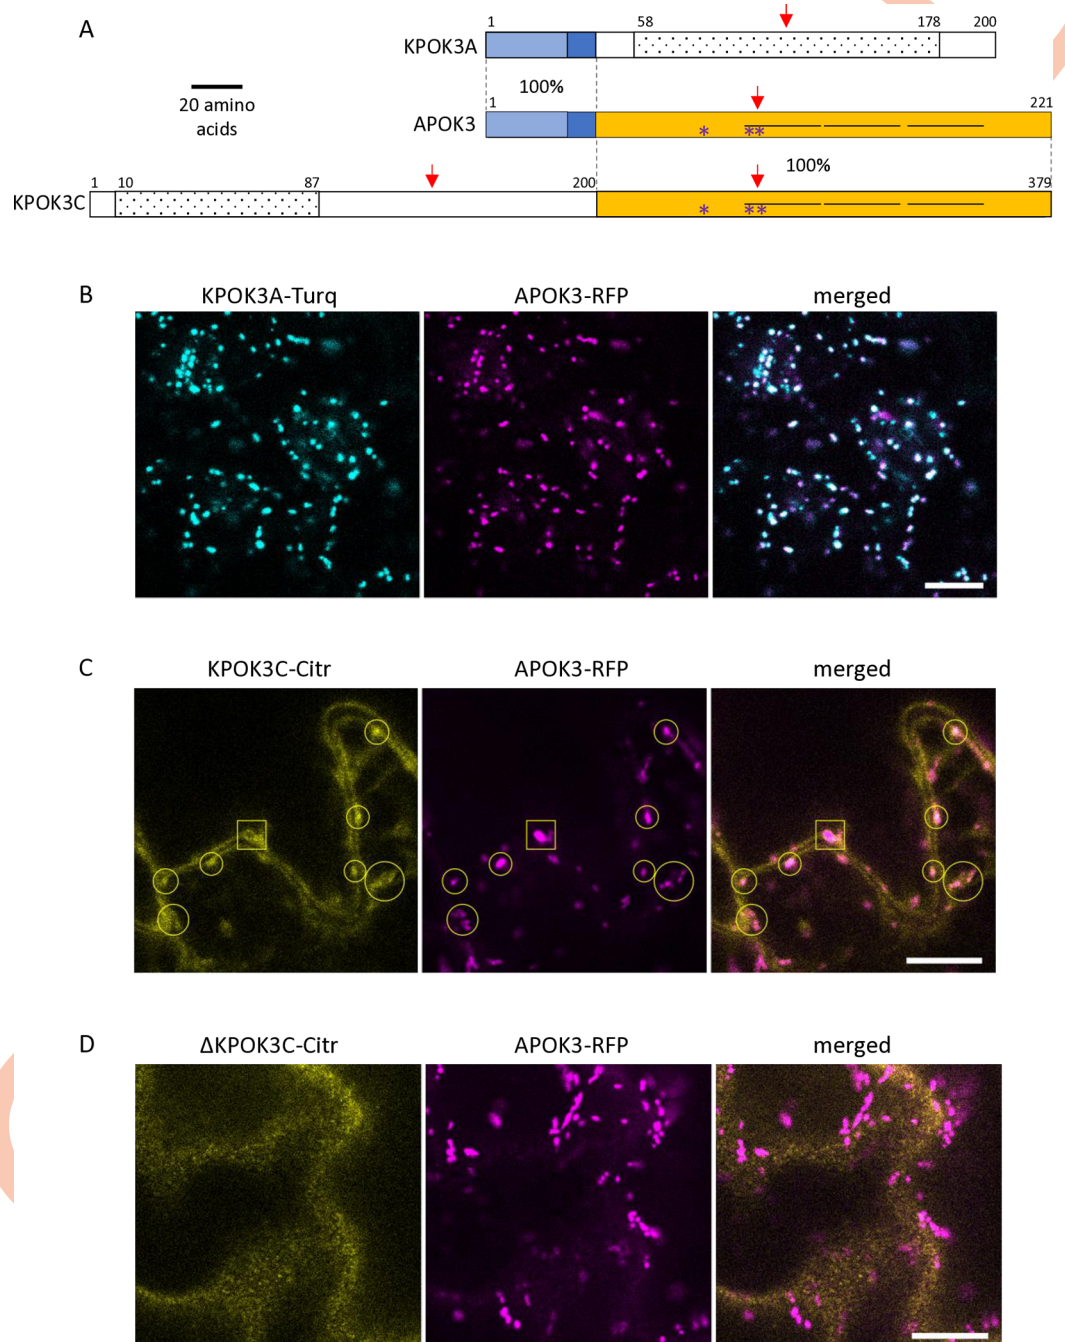 A
1
58
178
200
KPOK3A
100%
20 amino
acids
1
221
APOK3
*
**
100%
1
10
87
200
379
KPOK3C
*
**
B
KPOK3A-Turq
APOK3-RFP
merged
C
KPOK3C-Citr
APOK3-RFP
merged
D
ΔKPOK3C-Citr
APOK3-RFP
merged